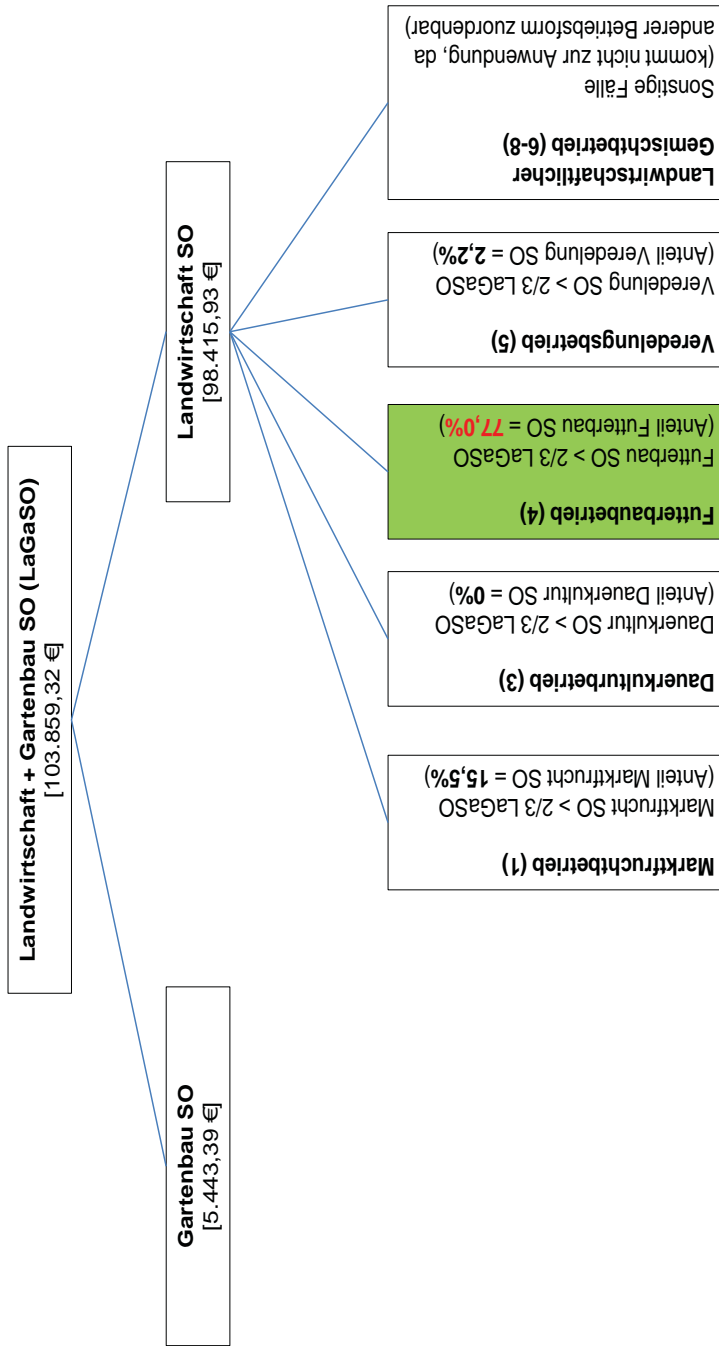 Landwirtschaft + Gartenbau SO (LaGaSO)
[103.859,32 €]
Gartenbau SO
[5.443,39 €]
Landwirtschaft SO
[98.415,93 €]
Marktfruchtbetrieb (1)
Marktfrucht SO > 2/3 LaGaSO
(Anteil Marktfrucht SO = 15,5%)
Dauerkulturbetrieb (3)
Dauerkultur SO > 2/3 LaGaSO
(Anteil Dauerkultur SO = 0%)
Futterbaubetrieb (4)
Futterbau SO > 2/3 LaGaSO
(Anteil Futterbau SO = 77,0%)
Veredelungsbetrieb (5)
Veredelung SO > 2/3 LaGaSO
(Anteil Veredelung SO = 2,2%)
Landwirtschaftlicher
Gemischtbetrieb (6-8)
Sonstige Fälle
(kommt nicht zur Anwendung, da
anderer Betriebsform zuordenbar)